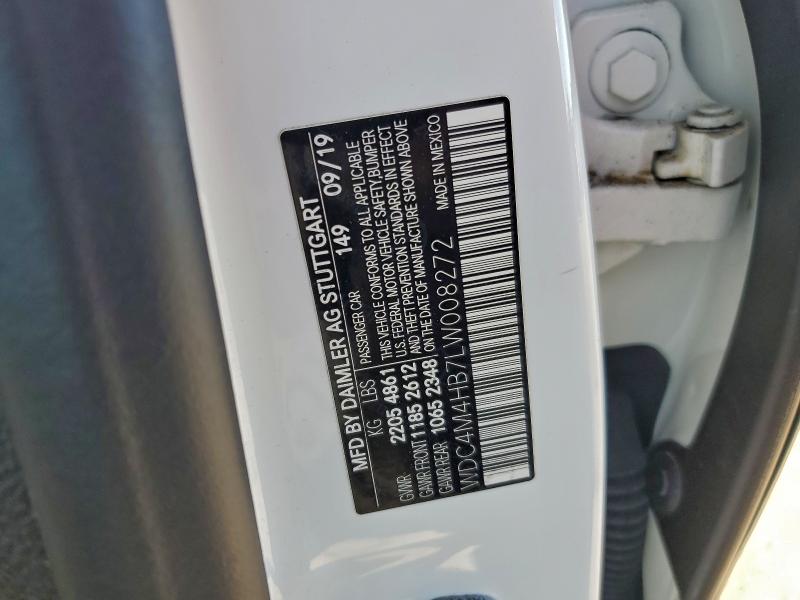 MFD BY DAIMLER AG STUTTGART
149 09/19
PASSENGER CAR
KG LBS
THIS VEHICLE CONFORMS TO ALL APPLICABLE
U.S. FEDERAL MOTOR VEHICLE SAFETY, BUMPER
AND THEFT PREVENTION STANDARDS IN EFFECT
ON THE DATE OF MANUFACTURE SHOWN ABOVE
GVWR 2205 4861
GAWR FRONT 1185 2612
GAWR REAR 1065 2348
MADE IN MEXICO
WDC4M4HB7LW008272